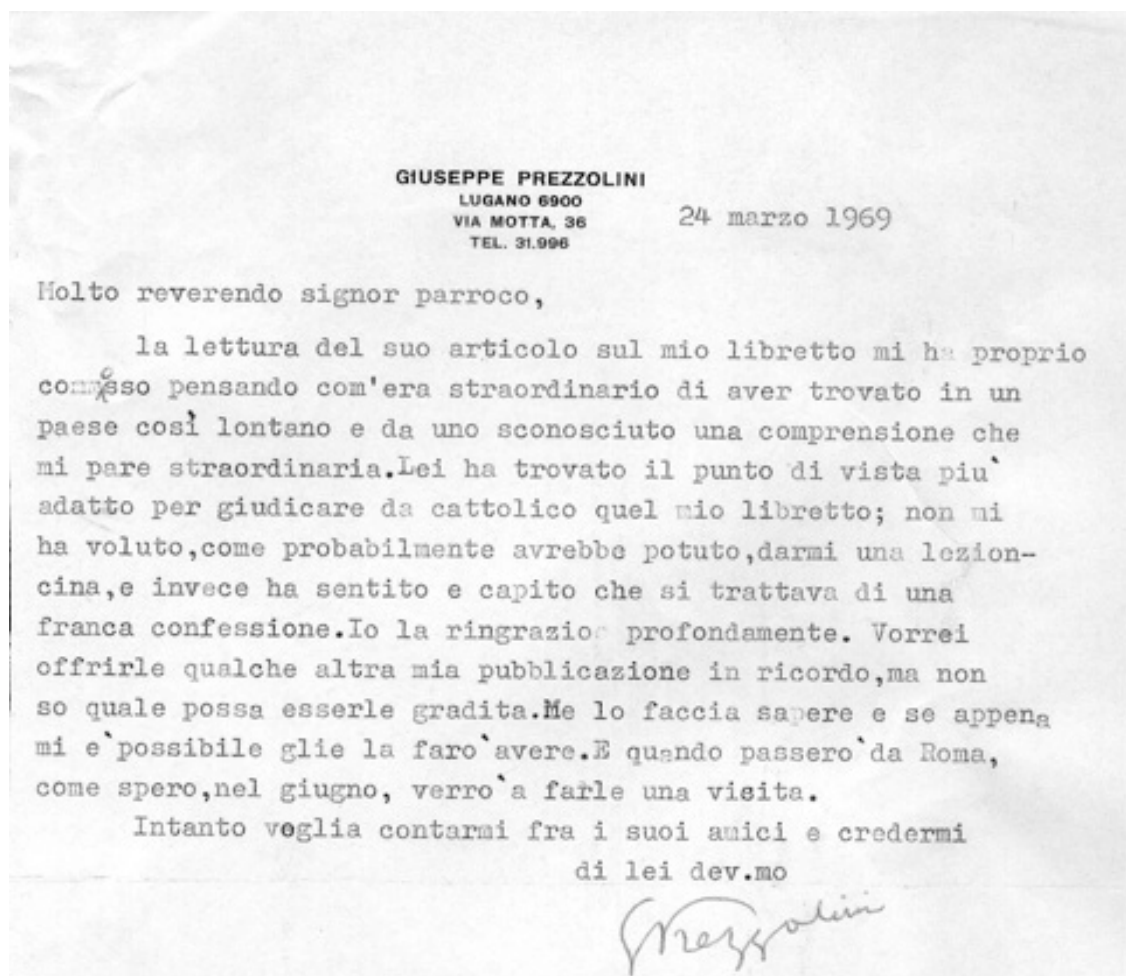 GIUSEPPE PREZZOLINI
LUGANO 6900
VIA MOTTA, 36
TEL. 31.996
24 marzo 1969
Molto reverendo signor parroco,
la lettura del suo articolo sul mio libretto mi ha proprio
commosso pensando com'era straordinario di aver trovato in un
paese così lontano e da uno sconosciuto una comprensione che
mi pare straordinaria.Lei ha trovato il punto di vista piu`
adatto per giudicare da cattolico quel mio libretto; non mi
ha voluto,come probabilmente avrebbe potuto,darmi una lezion-
cina,e invece ha sentito e capito che si trattava di una
franca confessione.Io la ringrazio profondamente. Vorrei
offrirle qualche altra mia pubblicazione in ricordo,ma non
so quale possa esserle gradita.Me lo faccia sapere e se appena
mi e`possibile glie la faro`avere.E quando passero`da Roma,
come spero,nel giugno, verro`a farle una visita.
Intanto voglia contarmi fra i suoi amici e credermi
di lei dev.mo
GPrezzolini